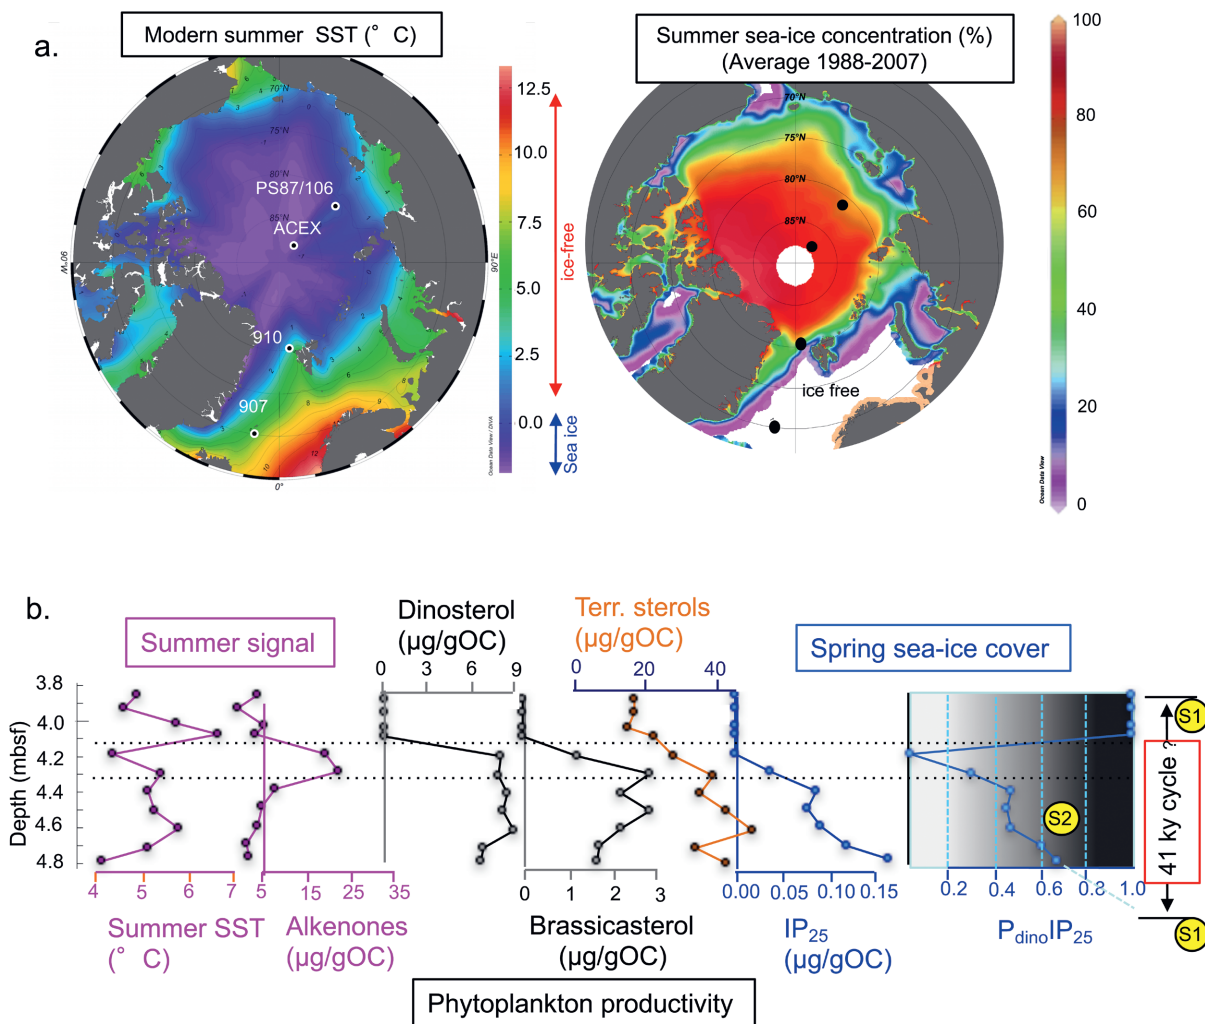 a.
Modern summer SST (° C)
Summer sea-ice concentration (%)
(Average 1988-2007)
70°N
75°N
80°N
85°N
PS87/106
ACEX
910
907
90°W
90°E
0°
12.5
10.0
7.5
5.0
2.5
0.0
ice-free
Sea ice
Ocean Data View / DIVA
70°N
75°N
80°N
85°N
ice free
100
80
60
40
20
0
Ocean Data View
b.
Summer signal
Dinosterol
(µg/gOC)
0 3 6 9
Terr. sterols
(µg/gOC)
0 20 40
Spring sea-ice cover
Depth (mbsf)
3.8
4.0
4.2
4.4
4.6
4.8
S1
S2
41 ky cycle ?
S1
4 5 6 7
5 15 25 35
0 1 2 3
0.00 0.05 0.10 0.15
0.2 0.4 0.6 0.8 1.0
Summer SST
(° C)
Alkenones
(µg/gOC)
Brassicasterol
(µg/gOC)
IP25
(µg/gOC)
PdinoIP25
Phytoplankton productivity